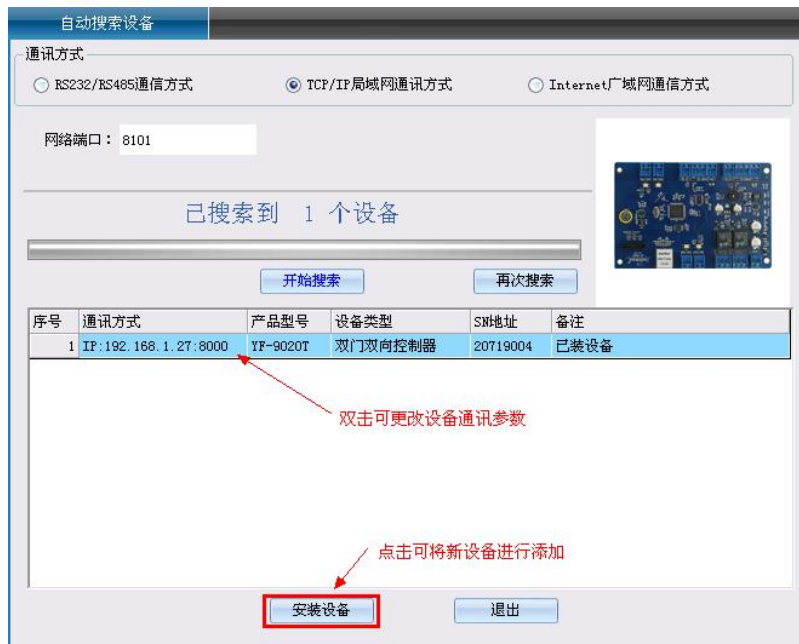 自动搜索设备
通讯方式
RS232/RS485通信方式 TCP/IP局域网通讯方式 Internet广域网通信方式
网络端口： 8101
已搜索到 1 个设备
开始搜索 再次搜索
序号 通讯方式 产品型号 设备类型 SN地址 备注
1 IP:192.168.1.27:8000 YF-9020T 双门双向控制器 20719004 已装设备
双击可更改设备通讯参数
点击可将新设备进行添加
安装设备 退出